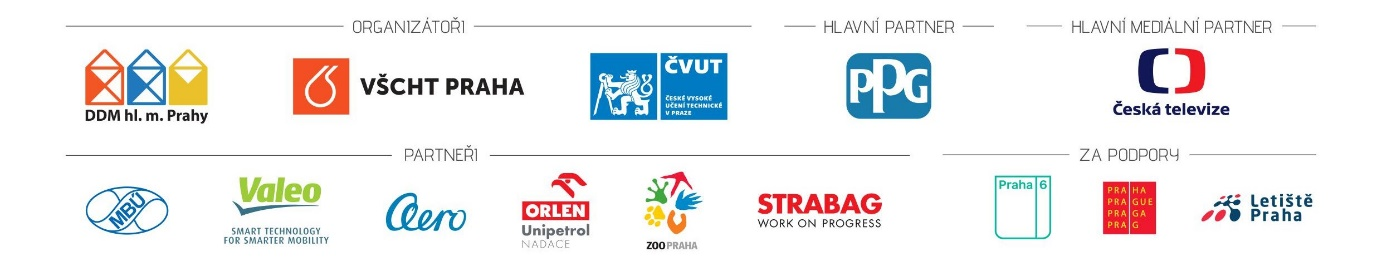 ORGANIZÁTOŘI
HLAVNÍ PARTNER
HLAVNÍ MEDIÁLNÍ PARTNER
DDM hl. m. Prahy
VŠCHT PRAHA
ČVUT
ČESKÉ VYSOKÉ
UČENÍ TECHNICKÉ
V PRAZE
PPG
Česká televize
PARTNEŘI
ZA PODPORY
MBÚ
Valeo
SMART TECHNOLOGY
FOR SMARTER MOBILITY
Aero
ORLEN
Unipetrol
NADACE
ZOO PRAHA
STRABAG
WORK ON PROGRESS
Praha 6
PRA HA
PRA GUE
PRA GA
PRA G
Letiště
Praha